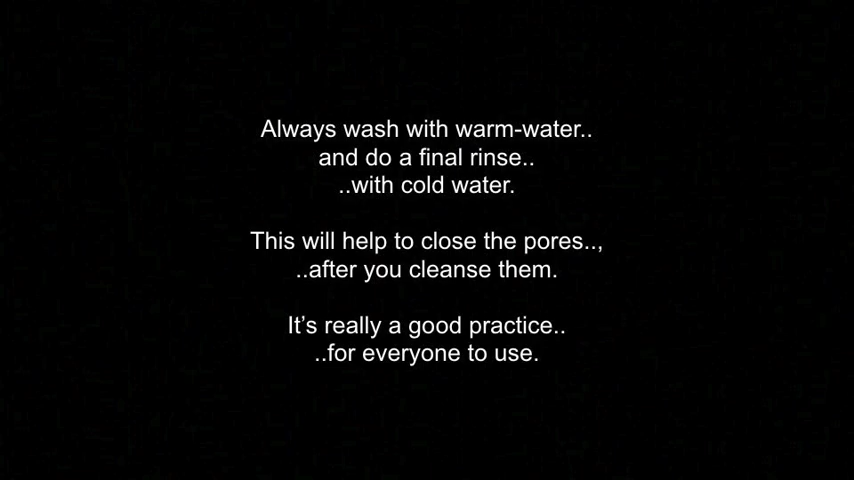 Always wash with warm-water..
and do a final rinse..
..with cold water.
This will help to close the pores..,
..after you cleanse them.
It’s really a good practice..
..for everyone to use.